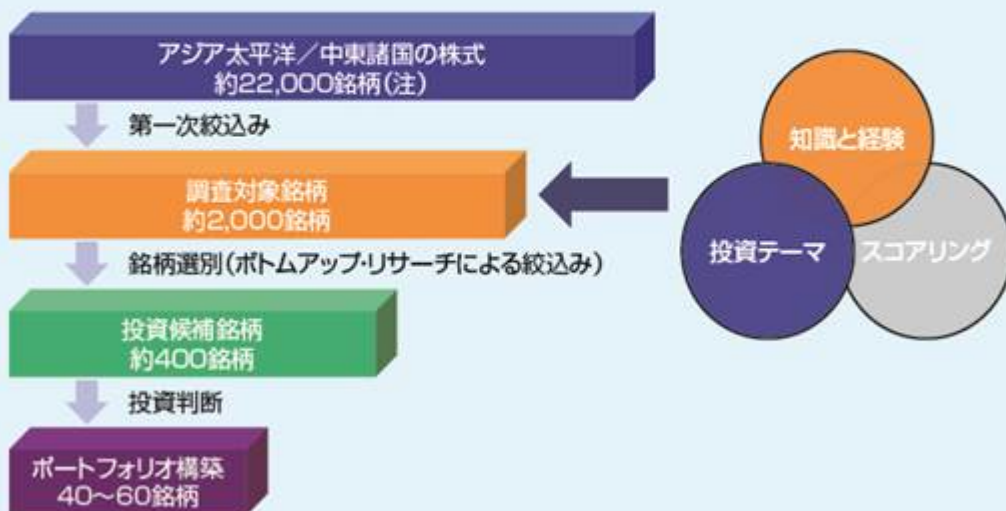 アジア太平洋／中東諸国の株式
約22,000銘柄(注)
第一次絞込み
調査対象銘柄
約2,000銘柄
銘柄選別(ボトムアップ・リサーチによる絞込み)
投資候補銘柄
約400銘柄
投資判断
ポートフォリオ構築
40～60銘柄
知識と経験
投資テーマ
スコアリング